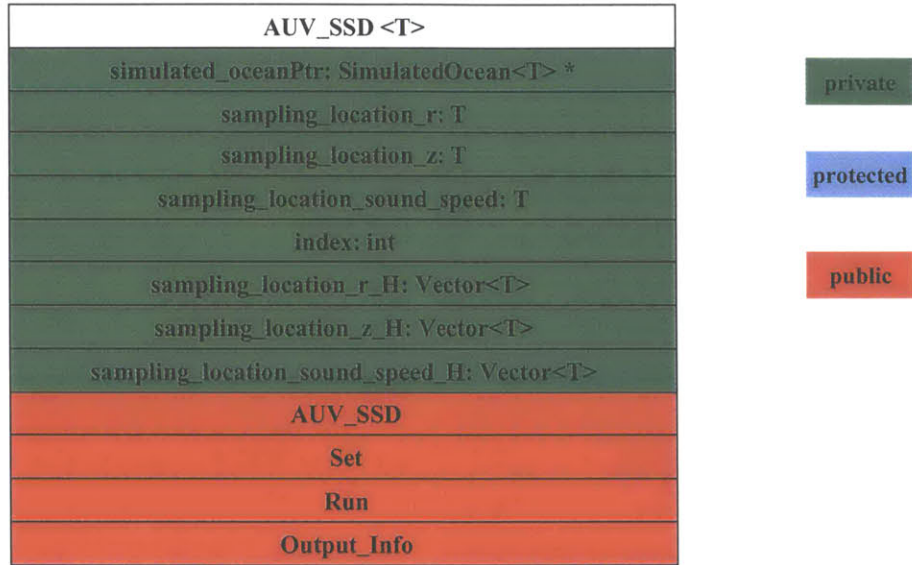 AUV_SSD <T>
simulated_oceanPtr: SimulatedOcean<T> *
sampling_location_r: T
sampling_location_z: T
sampling_location_sound_speed: T
index: int
sampling_location_r_H: Vector<T>
sampling_location_z_H: Vector<T>
sampling_location_sound_speed_H: Vector<T>
AUV_SSD
Set
Run
Output_Info
private
protected
public